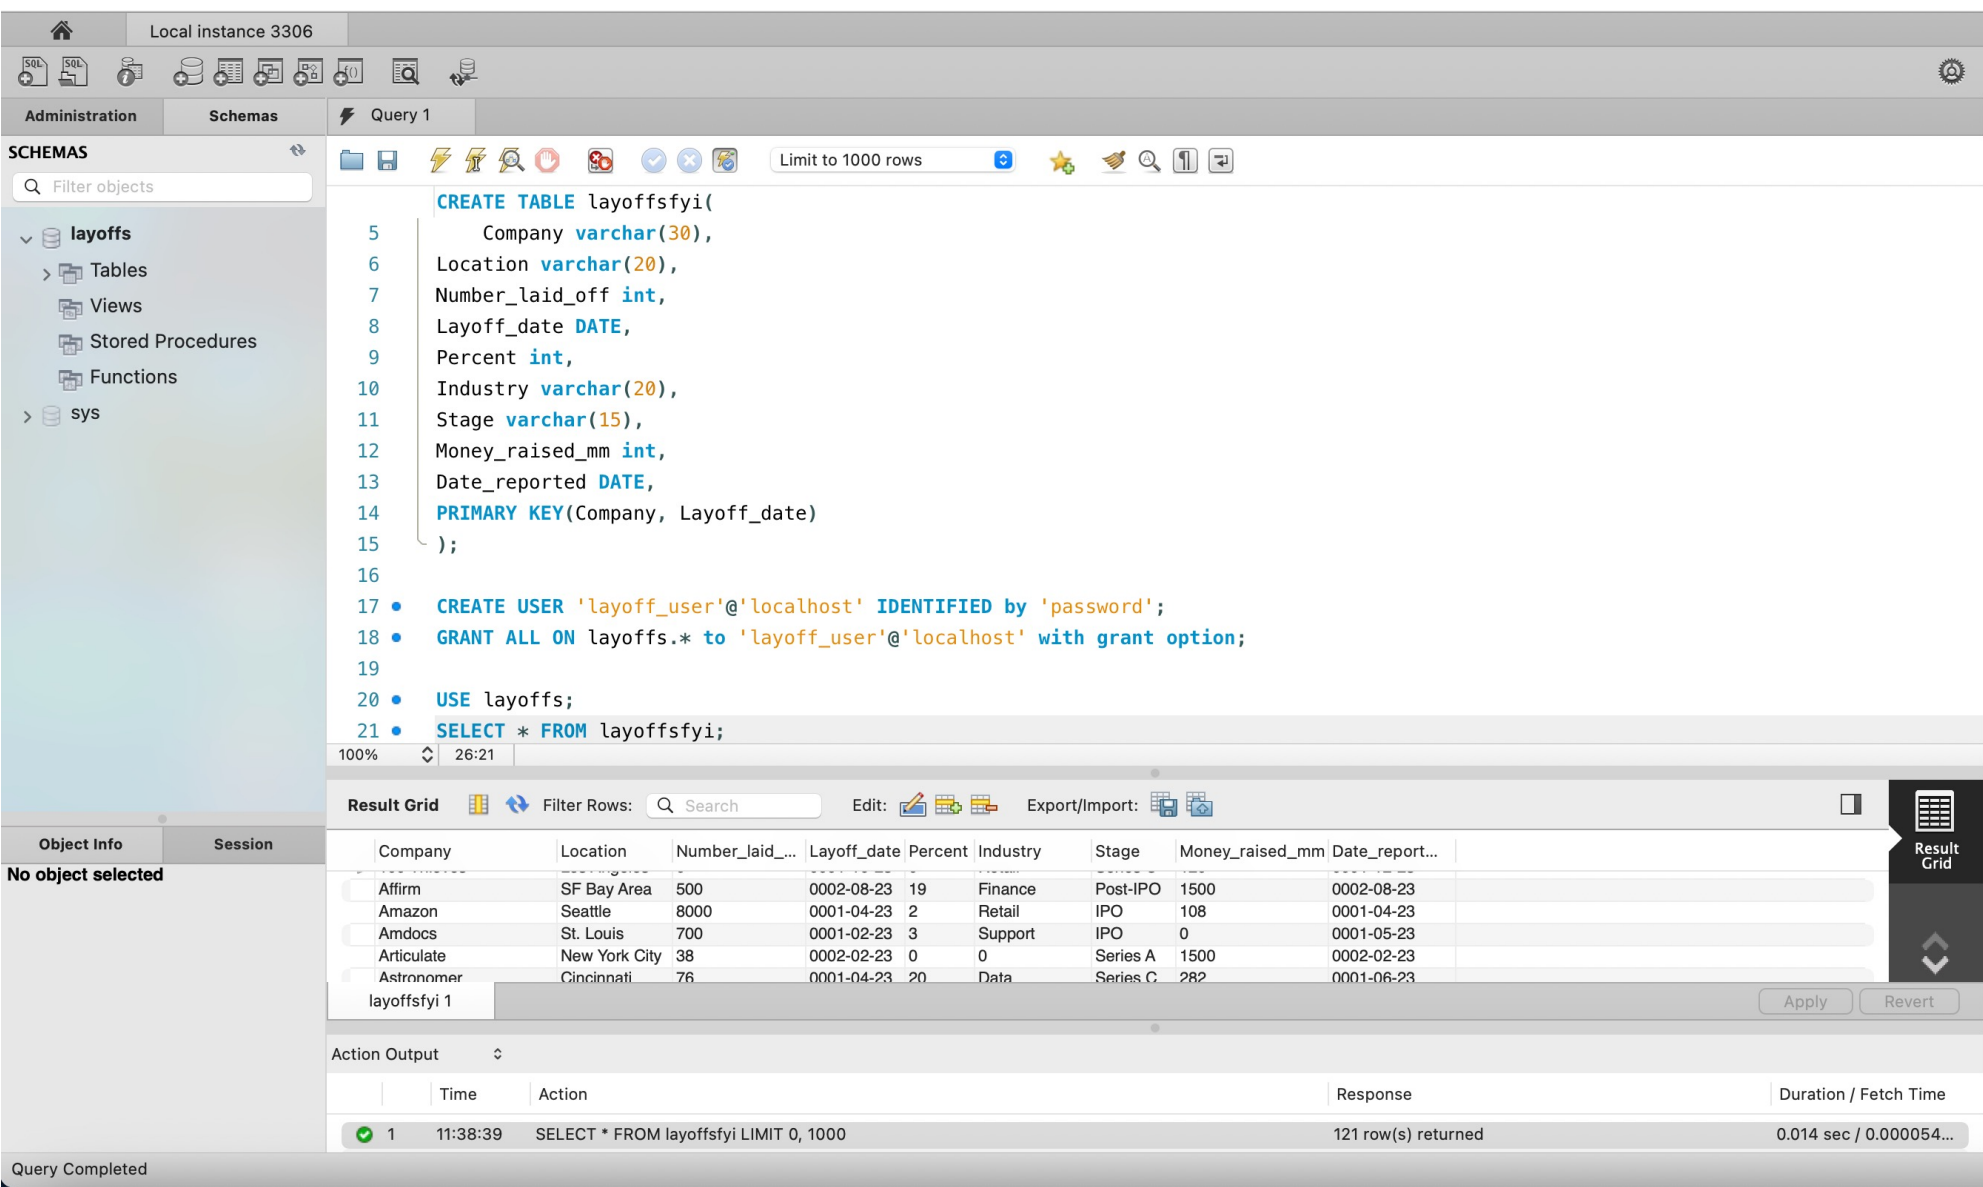 Local instance 3306
Administration Schemas Query 1
SCHEMAS
Filter objects
Limit to 1000 rows
layoffs
Tables
Views
Stored Procedures
Functions
sys
CREATE TABLE layoffsfyi(
5 Company varchar(30),
6 Location varchar(20),
7 Number_laid_off int,
8 Layoff_date DATE,
9 Percent int,
10 Industry varchar(20),
11 Stage varchar(15),
12 Money_raised_mm int,
13 Date_reported DATE,
14 PRIMARY KEY(Company, Layoff_date)
15 );
16
17 CREATE USER 'layoff_user'@'localhost' IDENTIFIED by 'password';
18 GRANT ALL ON layoffs.* to 'layoff_user'@'localhost' with grant option;
19
20 USE layoffs;
21 SELECT * FROM layoffsfyi;
100% 26:21
Object Info Session
No object selected
Result Grid Filter Rows: Search Edit: Export/Import:
Result Grid
Company Location Number_laid_... Layoff_date Percent Industry Stage Money_raised_mm Date_report...
Affirm SF Bay Area 500 0002-08-23 19 Finance Post-IPO 1500 0002-08-23
Amazon Seattle 8000 0001-04-23 2 Retail IPO 108 0001-04-23
Amdocs St. Louis 700 0001-02-23 3 Support IPO 0 0001-05-23
Articulate New York City 38 0002-02-23 0 0 Series A 1500 0002-02-23
Astronomer Cincinnati 76 0001-04-23 20 Data Series C 282 0001-06-23
layoffsfyi 1 Apply Revert
Action Output
Time Action Response Duration / Fetch Time
1 11:38:39 SELECT * FROM layoffsfyi LIMIT 0, 1000 121 row(s) returned 0.014 sec / 0.000054...
Query Completed